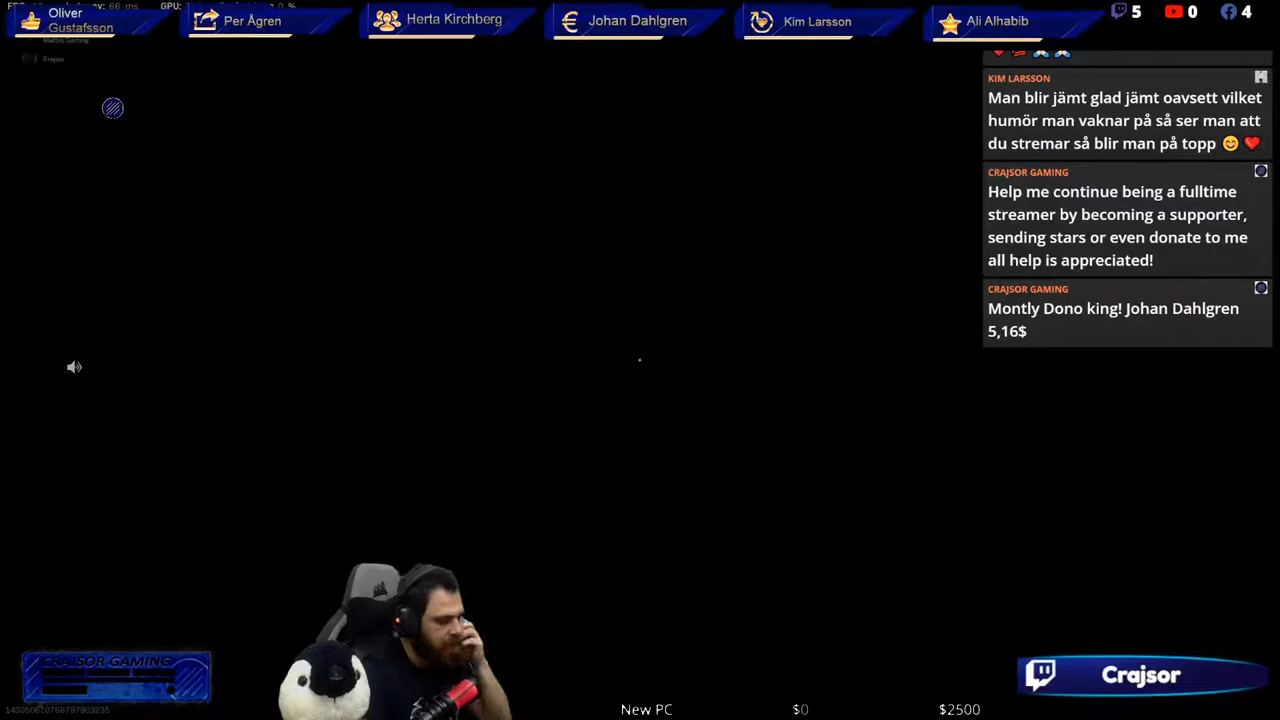 Oliver
Gustafsson
Per Ågren
Herta Kirchberg
Johan Dahlgren
Kim Larsson
Ali Alhabib
5
0
4
Mattes Gaming
Crajsor
KIM LARSSON
Man blir jämt glad jämt oavsett vilket
humör man vaknar på så ser man att
du stremar så blir man på topp 😊 ❤️
CRAJSOR GAMING
Help me continue being a fulltime
streamer by becoming a supporter,
sending stars or even donate to me
all help is appreciated!
CRAJSOR GAMING
Montly Dono king! Johan Dahlgren
5,16$
CRAJSOR GAMING
Crajsor
New PC $0 $2500